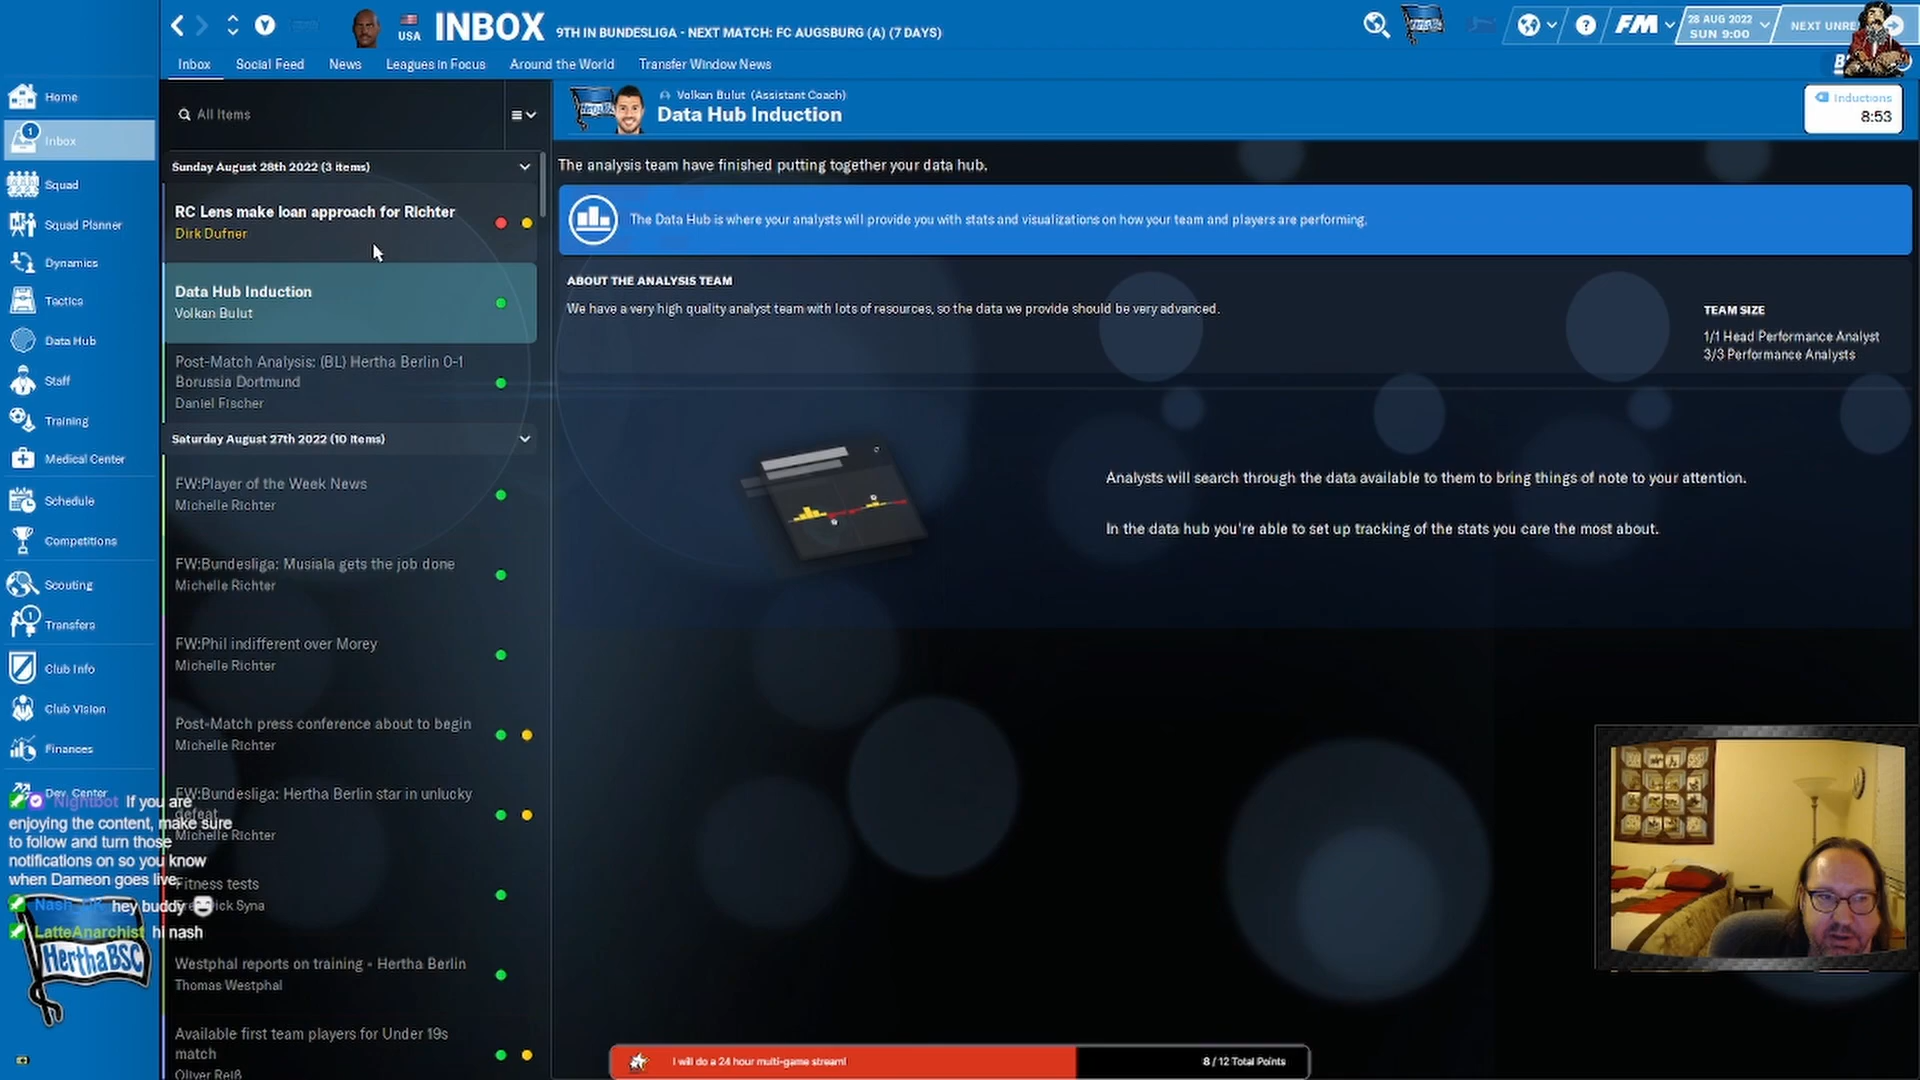 USA
INBOX
9TH IN BUNDESLIGA - NEXT MATCH: FC AUGSBURG (A) (7 DAYS)
FM
28 AUG 2022
SUN 9:00
NEXT UNRE
Inbox
Social Feed
News
Leagues in Focus
Around the World
Transfer Window News
Home
1
Inbox
Squad
Squad Planner
Dynamics
Tactics
Data Hub
Staff
Training
Medical Center
Schedule
Competitions
Scouting
1
Transfers
Club Info
Club Vision
Finances
Dev. Center
All Items
Sunday August 28th 2022 (3 items)
RC Lens make loan approach for Richter
Dirk Dufner
Data Hub Induction
Volkan Bulut
Post-Match Analysis: (BL) Hertha Berlin 0-1
Borussia Dortmund
Daniel Fischer
Saturday August 27th 2022 (10 items)
FW:Player of the Week News
Michelle Richter
FW:Bundesliga: Musiala gets the job done
Michelle Richter
FW:Phil indifferent over Morey
Michelle Richter
Post-Match press conference about to begin
Michelle Richter
FW:Bundesliga: Hertha Berlin star in unlucky
defeat
Michelle Richter
Fitness tests
Syna
Westphal reports on training - Hertha Berlin
Thomas Westphal
Available first team players for Under 19s
match
Oliver Reiß
Volkan Bulut (Assistant Coach)
Data Hub Induction
Inductions
8:53
The analysis team have finished putting together your data hub.
The Data Hub is where your analysts will provide you with stats and visualizations on how your team and players are performing.
ABOUT THE ANALYSIS TEAM
We have a very high quality analyst team with lots of resources, so the data we provide should be very advanced.
TEAM SIZE
1/1 Head Performance Analyst
3/3 Performance Analysts
Analysts will search through the data available to them to bring things of note to your attention.
In the data hub you're able to set up tracking of the stats you care the most about.
Nightbot If you are
enjoying the content, make sure
to follow and turn those
notifications on so you know
when Dameon goes live.
hey buddy
LatteAnarchist hi nash
HerthaBSC
I will do a 24 hour multi-game stream!
8 / 12 Total Points